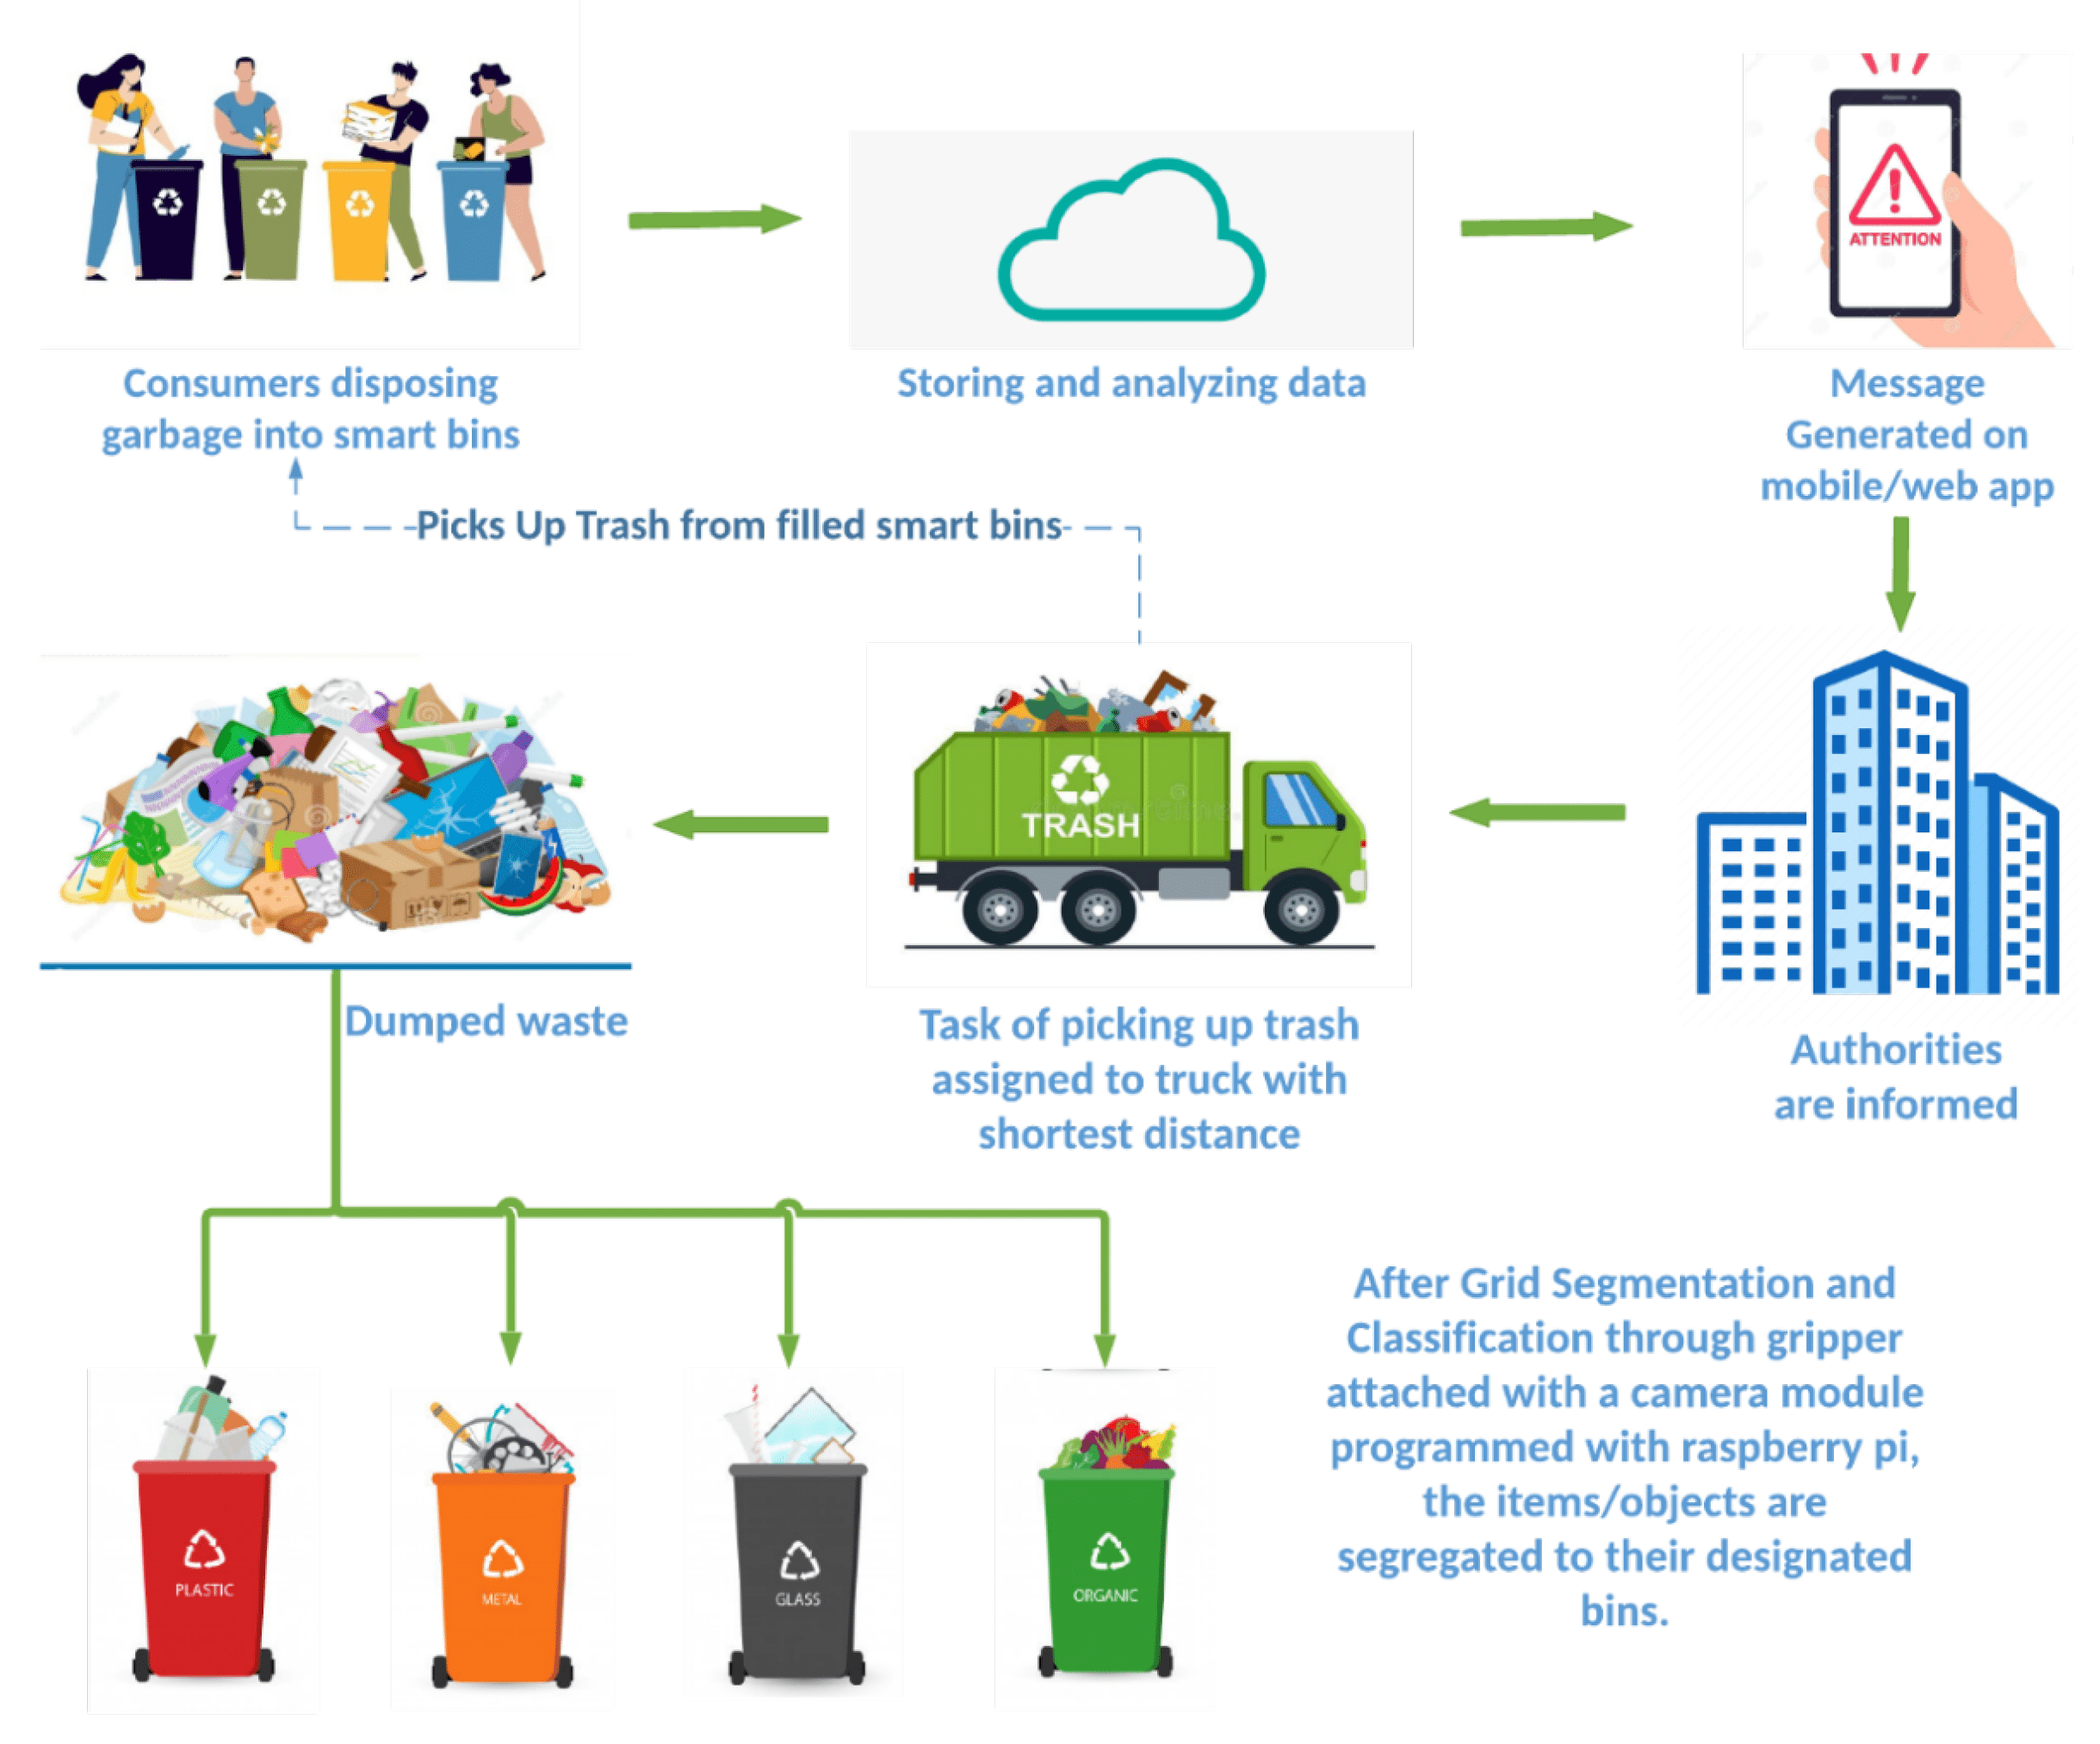 ATTENTION
Consumers disposing
garbage into smart bins
Storing and analyzing data
Message
Generated on
mobile/web app
Picks Up Trash from filled smart bins
TRASH
Dumped waste
Task of picking up trash
assigned to truck with
shortest distance
Authorities
are informed
After Grid Segmentation and
Classification through gripper
attached with a camera module
programmed with raspberry pi,
the items/objects are
segregated to their designated
bins.
PLASTIC
METAL
GLASS
ORGANIC